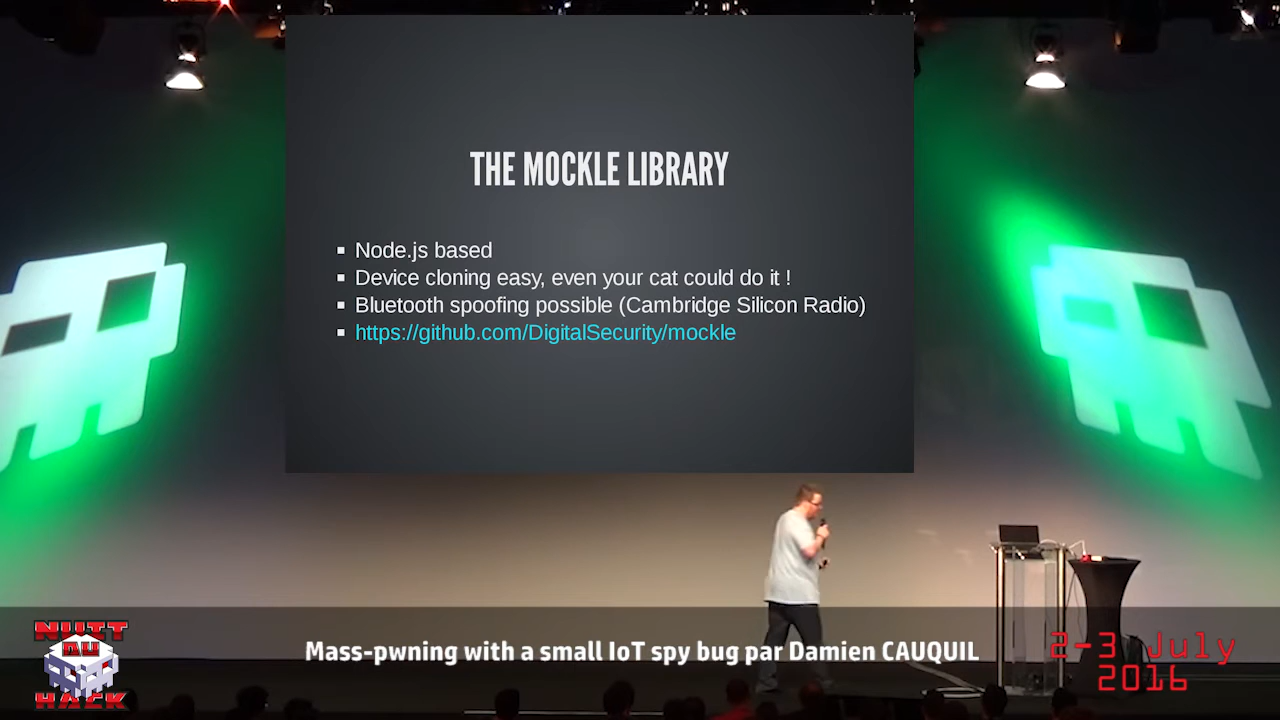 THE MOCKLE LIBRARY
Node.js based
Device cloning easy, even your cat could do it !
Bluetooth spoofing possible (Cambridge Silicon Radio)
https://github.com/DigitalSecurity/mockle
NUIT
DU
HACK
Mass-pwning with a small IoT spy bug par Damien CAUQUIL
2-3 July
2016